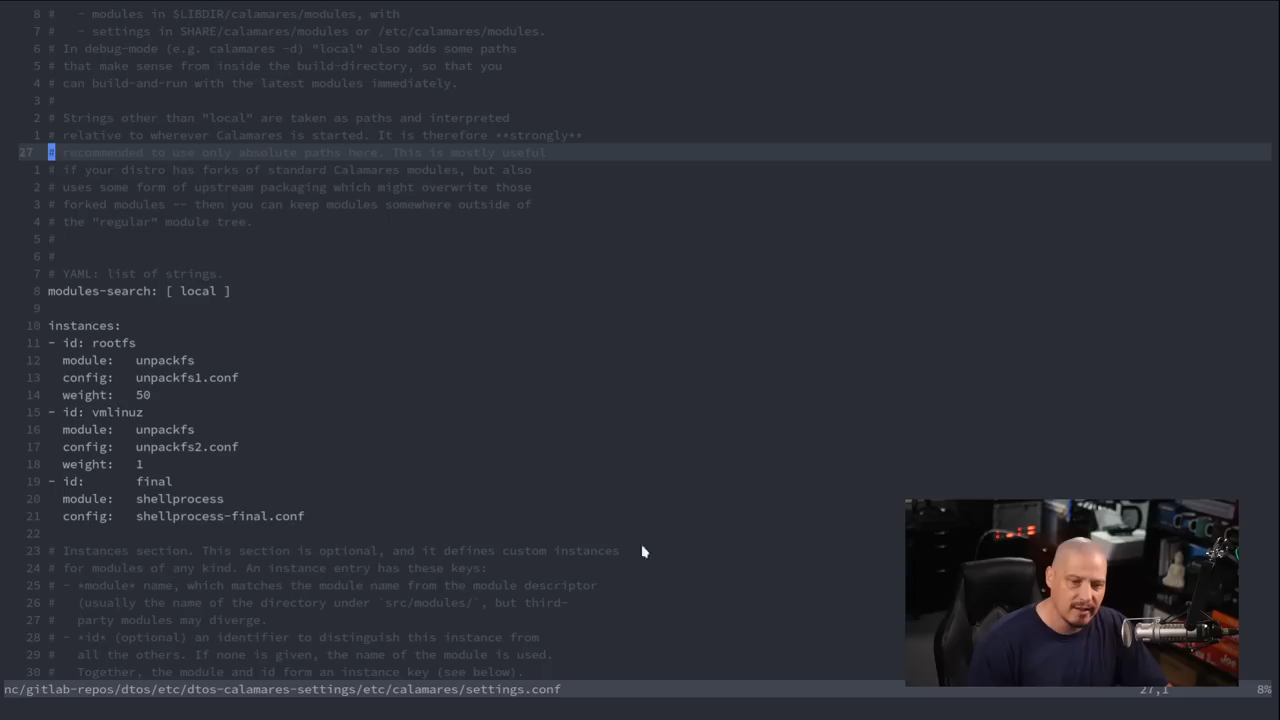 8 #   - modules in $LIBDIR/calamares/modules, with
7 #   - settings in SHARE/calamares/modules or /etc/calamares/modules.
6 # In debug-mode (e.g. calamares -d) "local" also adds some paths
5 # that make sense from inside the build-directory, so that you
4 # can build-and-run with the latest modules immediately.
3 #
2 # Strings other than "local" are taken as paths and interpreted
1 # relative to wherever Calamares is started. It is therefore **strongly**
27 # recommended to use only absolute paths here. This is mostly useful
1 # if your distro has forks of standard Calamares modules, but also
2 # uses some form of upstream packaging which might overwrite those
3 # forked modules -- then you can keep modules somewhere outside of
4 # the "regular" module tree.
5 #
6 #
7 # YAML: list of strings.
8 modules-search: [ local ]
9
10 instances:
11 - id: rootfs
12   module:   unpackfs
13   config:   unpackfs1.conf
14   weight:   50
15 - id: vmlinuz
16   module:   unpackfs
17   config:   unpackfs2.conf
18   weight:   1
19 - id:       final
20   module:   shellprocess
21   config:   shellprocess-final.conf
22
23 # Instances section. This section is optional, and it defines custom instances
24 # for modules of any kind. An instance entry has these keys:
25 # - *module* name, which matches the module name from the module descriptor
26 #   (usually the name of the directory under `src/modules/`, but third-
27 #   party modules may diverge.
28 # - *id* (optional) an identifier to distinguish this instance from
29 #   all the others. If none is given, the name of the module is used.
30 #   Together, the module and id form an instance key (see below).
nc/gitlab-repos/dtos/etc/dtos-calamares-settings/etc/calamares/settings.conf 27,1 8%